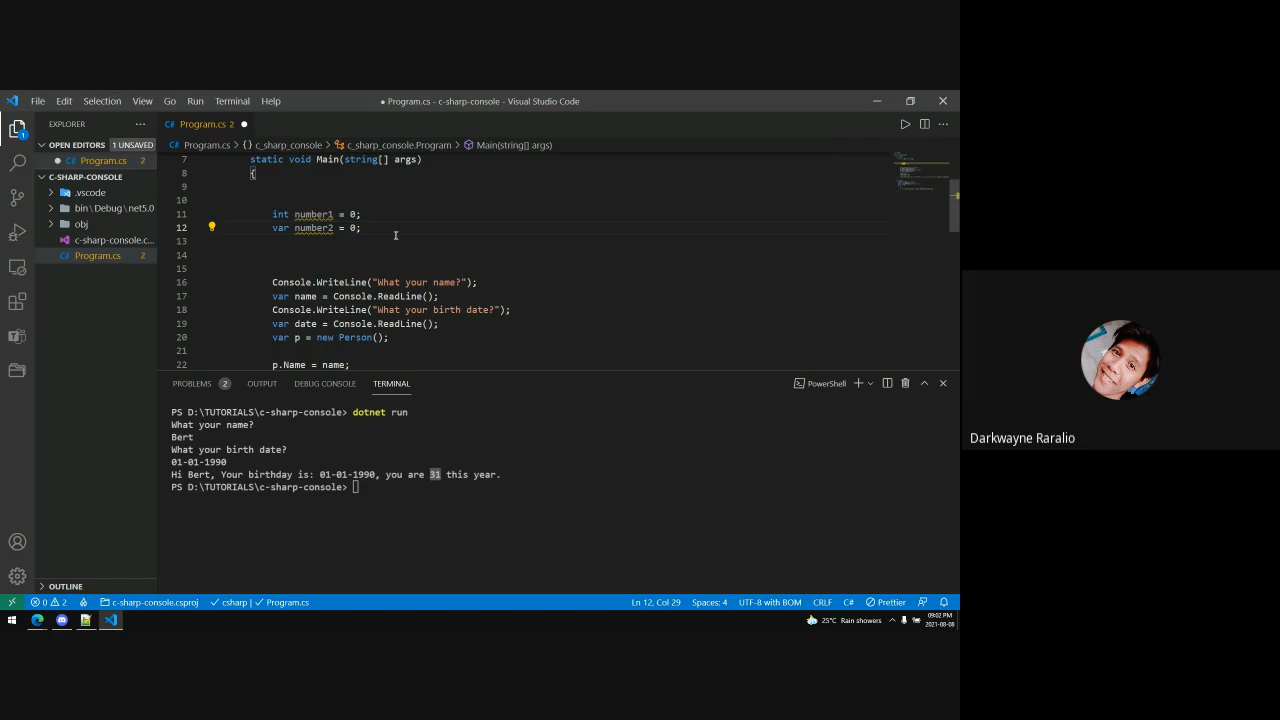 File Edit Selection View Go Run Terminal Help
● Program.cs - c-sharp-console - Visual Studio Code
EXPLORER
Program.cs 2
OPEN EDITORS 1 UNSAVED
Program.cs 2
C-SHARP-CONSOLE
.vscode
bin\Debug\net5.0
obj
c-sharp-console.c...
Program.cs 2
OUTLINE
Program.cs > {} c_sharp_console > c_sharp_console.Program > Main(string[] args)
7 static void Main(string[] args)
8 {
9
10
11 int number1 = 0;
12 var number2 = 0;
13
14
15
16 Console.WriteLine("What your name?");
17 var name = Console.ReadLine();
18 Console.WriteLine("What your birth date?");
19 var date = Console.ReadLine();
20 var p = new Person();
21
22 p.Name = name;
PROBLEMS 2 OUTPUT DEBUG CONSOLE TERMINAL
PowerShell
PS D:\TUTORIALS\c-sharp-console> dotnet run
What your name?
Bert
What your birth date?
01-01-1990
Hi Bert, Your birthday is: 01-01-1990, you are 31 this year.
PS D:\TUTORIALS\c-sharp-console>
0 2 c-sharp-console.csproj csharp | Program.cs
Ln 12, Col 29 Spaces: 4 UTF-8 with BOM CRLF C# Prettier
25°C Rain showers
09:02 PM
2021-08-08
Darkwayne Raralio